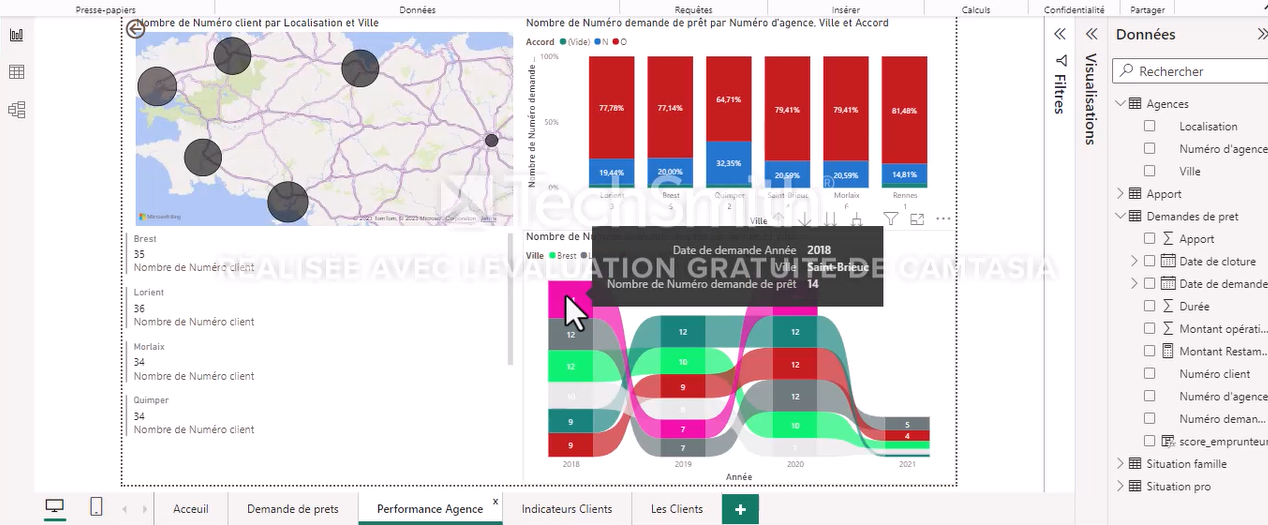 Presse-papiers
Données
Requêtes
Insérer
Calculs
Confidentialité
Partager
Nombre de Numéro client par Localisation et Ville
Microsoft Bing
Brest
35
Nombre de Numéro client
Lorient
36
Nombre de Numéro client
Morlaix
34
Nombre de Numéro client
Quimper
34
Nombre de Numéro client
Nombre de Numéro demande de prêt par Numéro d'agence, Ville et Accord
Accord (Vide) N O
Nombre de Numéro demande ...
100%
50%
0%
77,78%
77,14%
64,71%
79,41%
79,41%
81,48%
19,44%
20,00%
32,35%
20,59%
20,59%
14,81%
Lorient
Brest
Quimper
Saint-Brieuc
Morlaix
Rennes
2
1
Ville
TechSmith®
RÉALISÉE AVEC L'ÉVALUATION GRATUITE DE CAMTASIA
Ville Brest
Date de demande Année 2018
Ville Saint-Brieuc
Nombre de Numéro demande de prêt 14
12
12
10
9
9
12
10
9
8
7
7
12
12
12
10
7
5
4
2018
2019
2020
2021
Année
Filtres
Visualisations
Données
Rechercher
Agences
Localisation
Numéro d'agence
Ville
Apport
Demandes de pret
Apport
Date de cloture
Date de demande
Durée
Montant opérati...
Montant Restam...
Numéro client
Numéro d'agence
Numéro deman...
score_emprunteur
Situation famille
Situation pro
Acceuil
Demande de prets
Performance Agence x
Indicateurs Clients
Les Clients
+